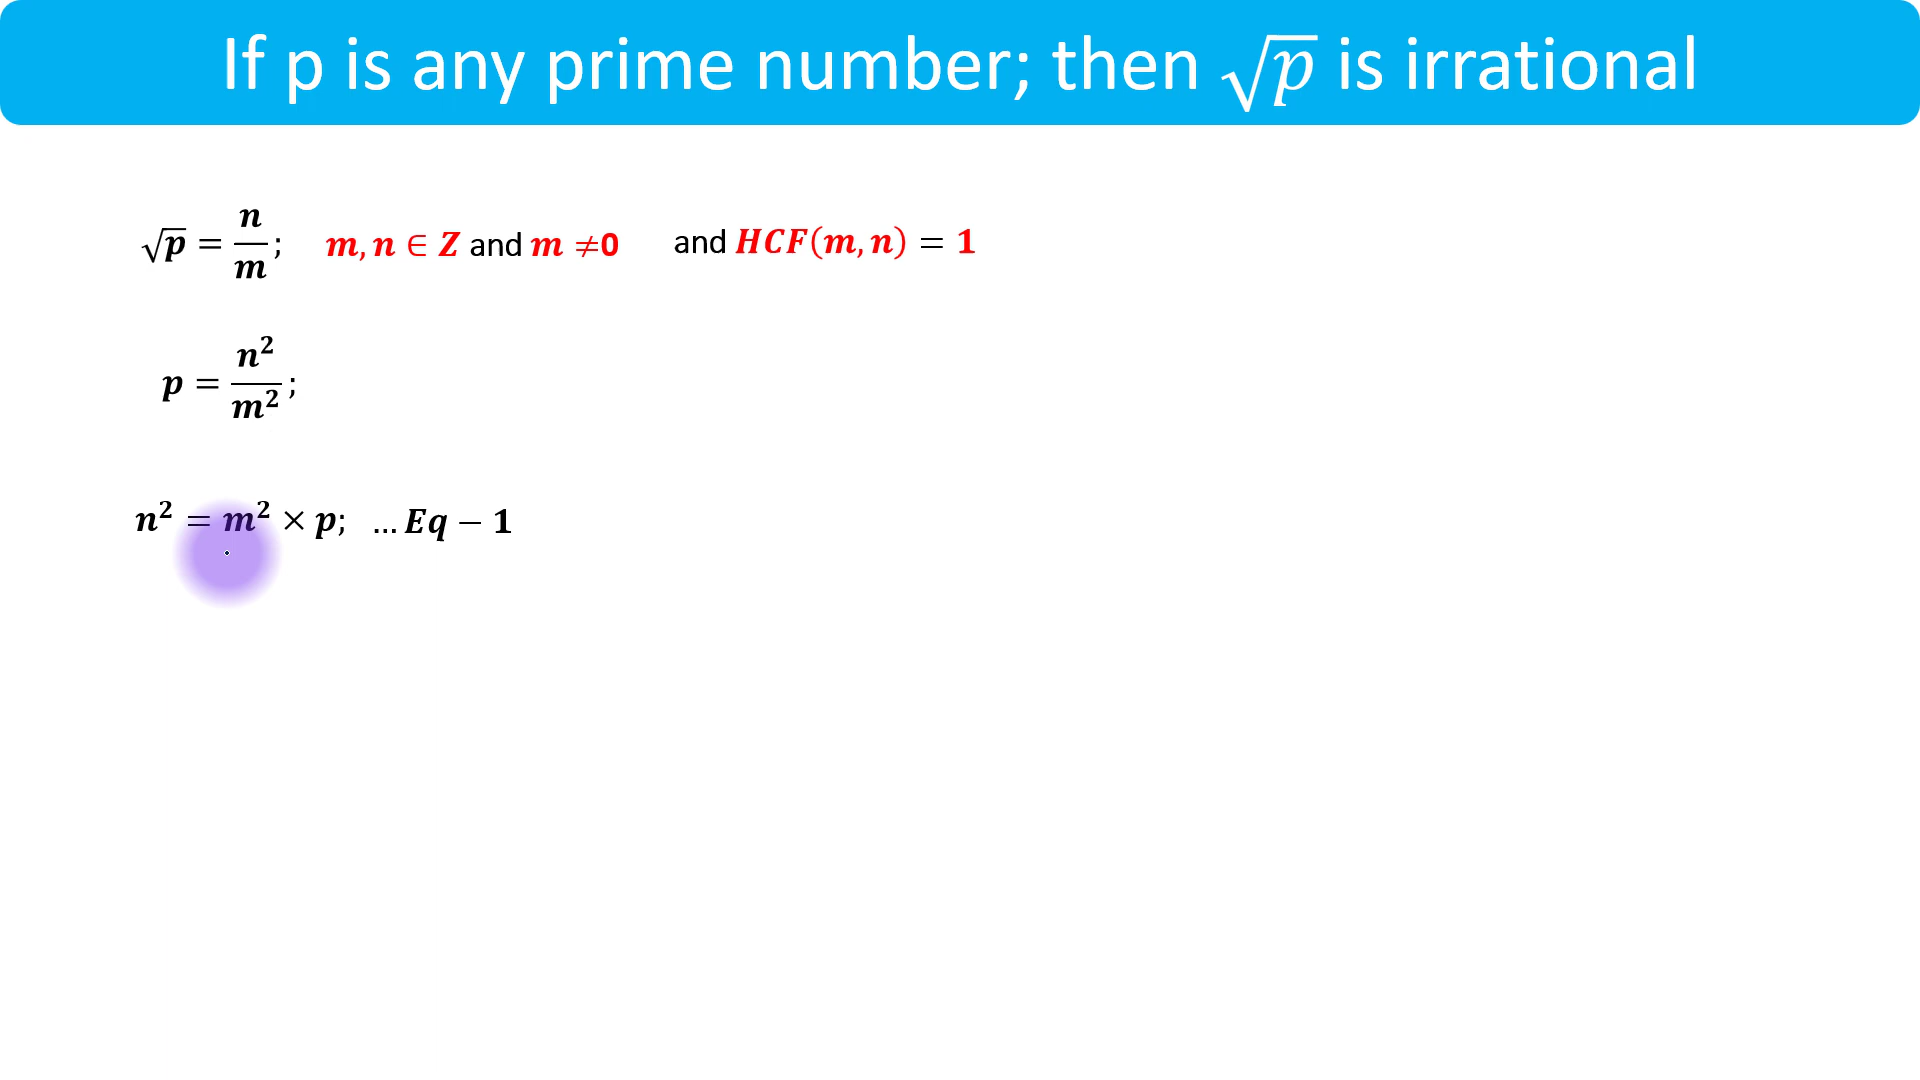 If p is any prime number; then √p is irrational
√p = n/m; m, n ∈ Z and m ≠0 and HCF(m, n) = 1
p = n²/m²;
n² = m² × p; ... Eq − 1